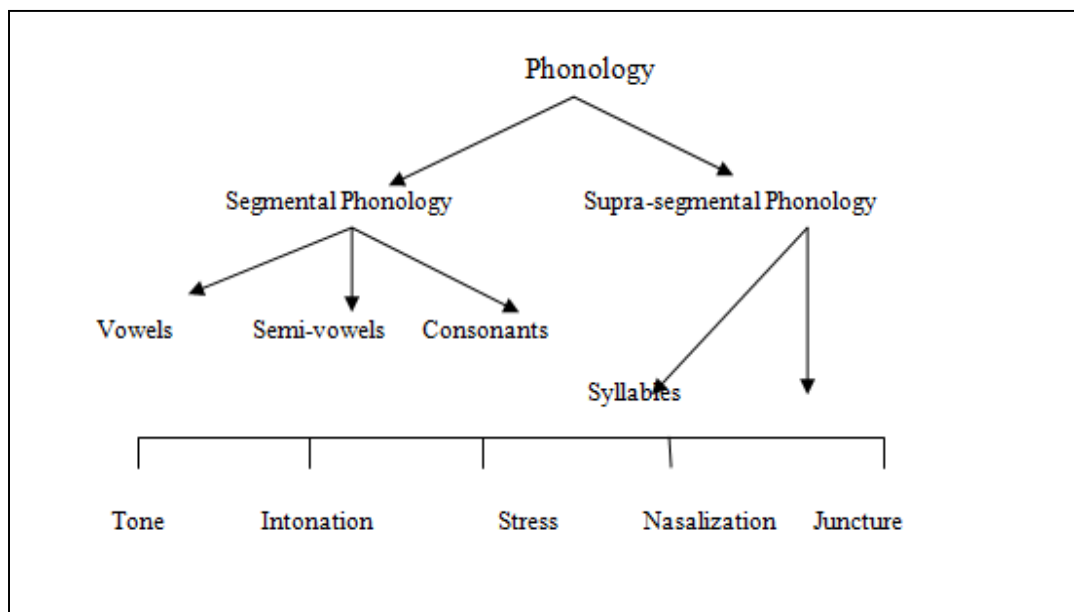 Phonology
Segmental Phonology Supra-segmental Phonology
Vowels Semi-vowels Consonants
Syllables
Tone Intonation Stress Nasalization Juncture